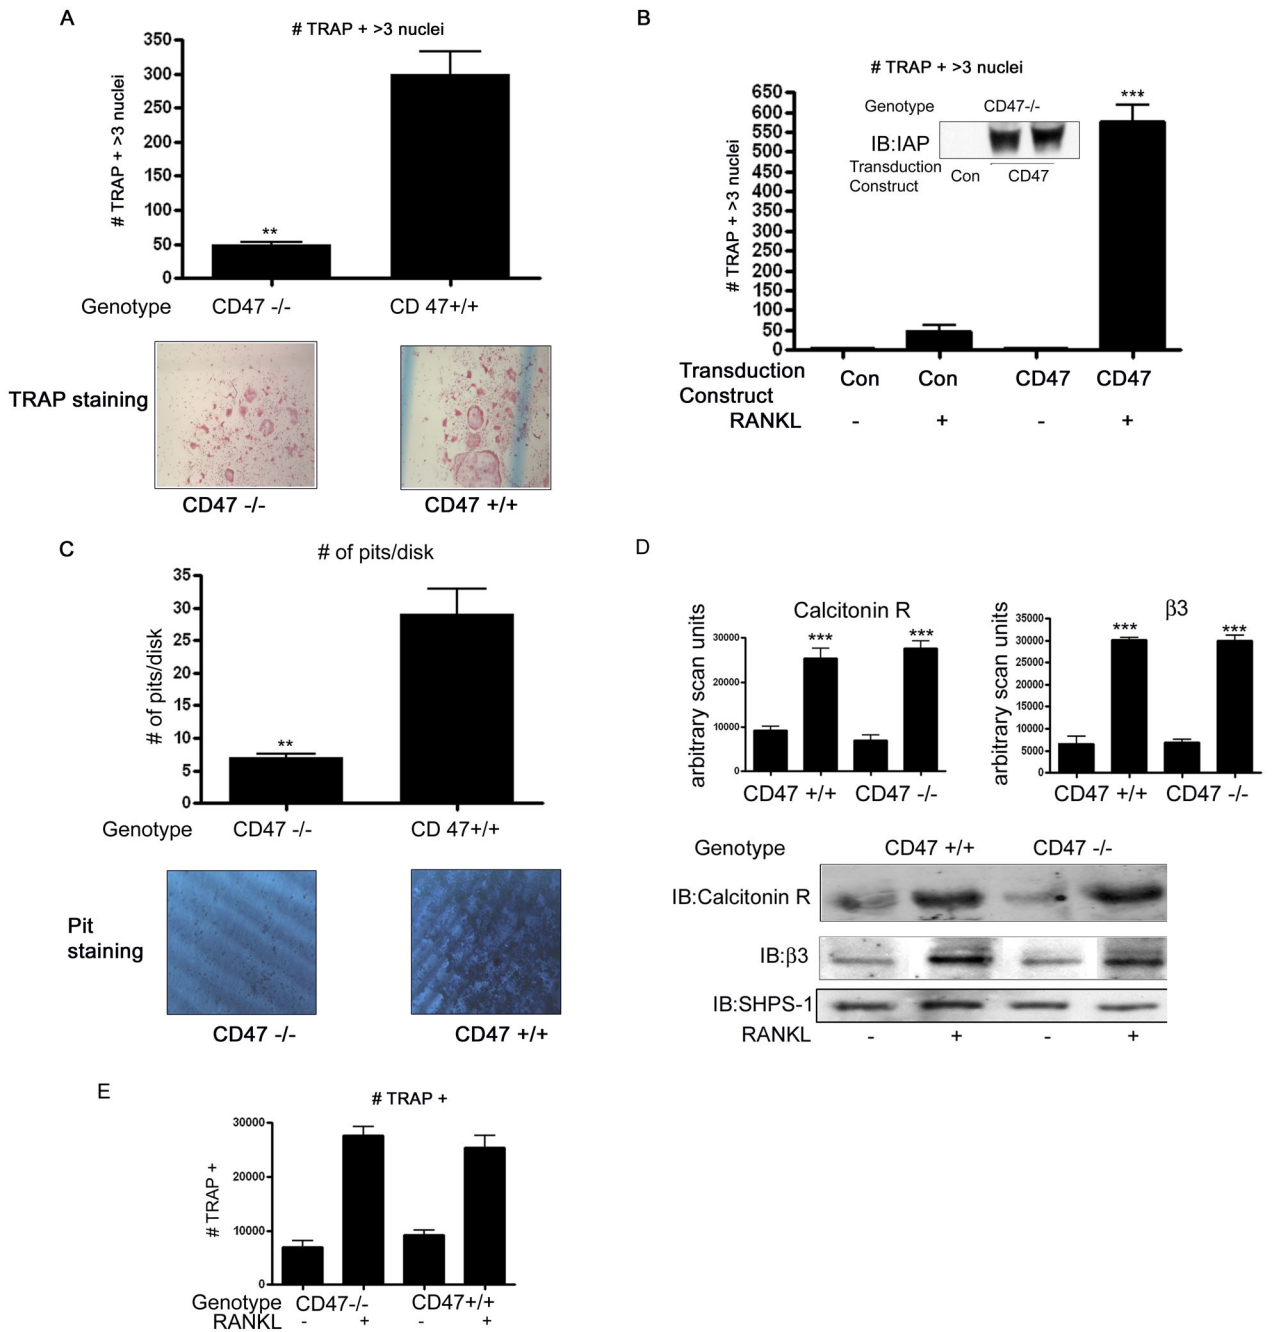 A
# TRAP + >3 nuclei
# TRAP + >3 nuclei
350
300
250
200
150
100
50
0
**
Genotype CD47 -/- CD 47+/+
TRAP staining
CD47 -/- CD47 +/+
B
# TRAP + >3 nuclei
# TRAP + >3 nuclei
650
600
550
500
450
400
350
300
250
200
150
100
50
0
***
Genotype CD47-/-
IB:IAP
Transduction
Construct Con CD47
Transduction
Construct Con Con CD47 CD47
RANKL - + - +
C
# of pits/disk
# of pits/disk
35
30
25
20
15
10
5
0
**
Genotype CD47 -/- CD 47+/+
Pit
staining
CD47 -/- CD47 +/+
D
Calcitonin R
arbitrary scan units
30000
20000
10000
0
*** ***
CD47 +/+ CD47 -/-
β3
arbitrary scan units
35000
30000
25000
20000
15000
10000
5000
0
*** ***
CD47 +/+ CD47 -/-
Genotype CD47 +/+ CD47 -/-
IB:Calcitonin R
IB:β3
IB:SHPS-1
RANKL - + - +
E
# TRAP +
# TRAP +
30000
20000
10000
0
Genotype CD47-/- CD47+/+
RANKL - + - +